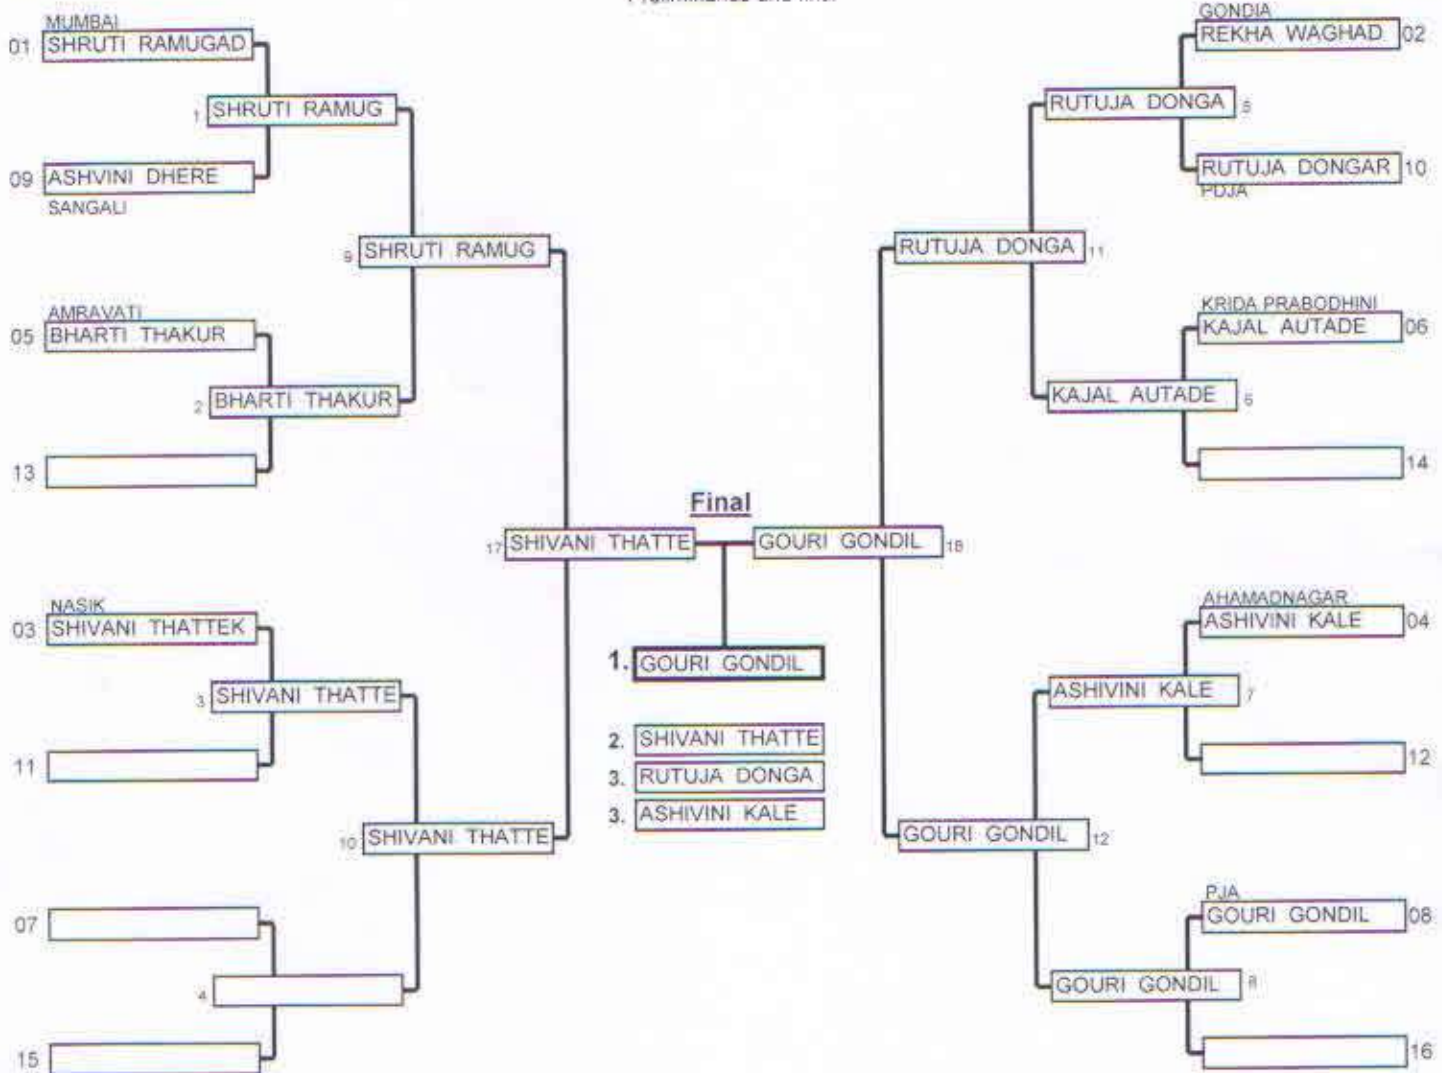 MUMBAI
01 SHRUTI RAMUGAD
1 SHRUTI RAMUG
09 ASHVINI DHERE
SANGALI
9 SHRUTI RAMUG
AMRAVATI
05 BHARTI THAKUR
2 BHARTI THAKUR
13
17 SHIVANI THATTE
NASIK
03 SHIVANI THATTEK
3 SHIVANI THATTE
11
10 SHIVANI THATTE
07
4
15
Final
1. GOURI GONDIL
2. SHIVANI THATTE
3. RUTUJA DONGA
3. ASHIVINI KALE
GONDIA
REKHA WAGHAD 02
RUTUJA DONGA 5
RUTUJA DONGAR 10
PDJA
RUTUJA DONGA 11
KRIDA PRABODHINI
KAJAL AUTADE 06
KAJAL AUTADE 6
14
GOURI GONDIL 18
AHAMADNAGAR
ASHIVINI KALE 04
ASHIVINI KALE 7
12
GOURI GONDIL 12
PJA
GOURI GONDIL 08
GOURI GONDIL 8
16